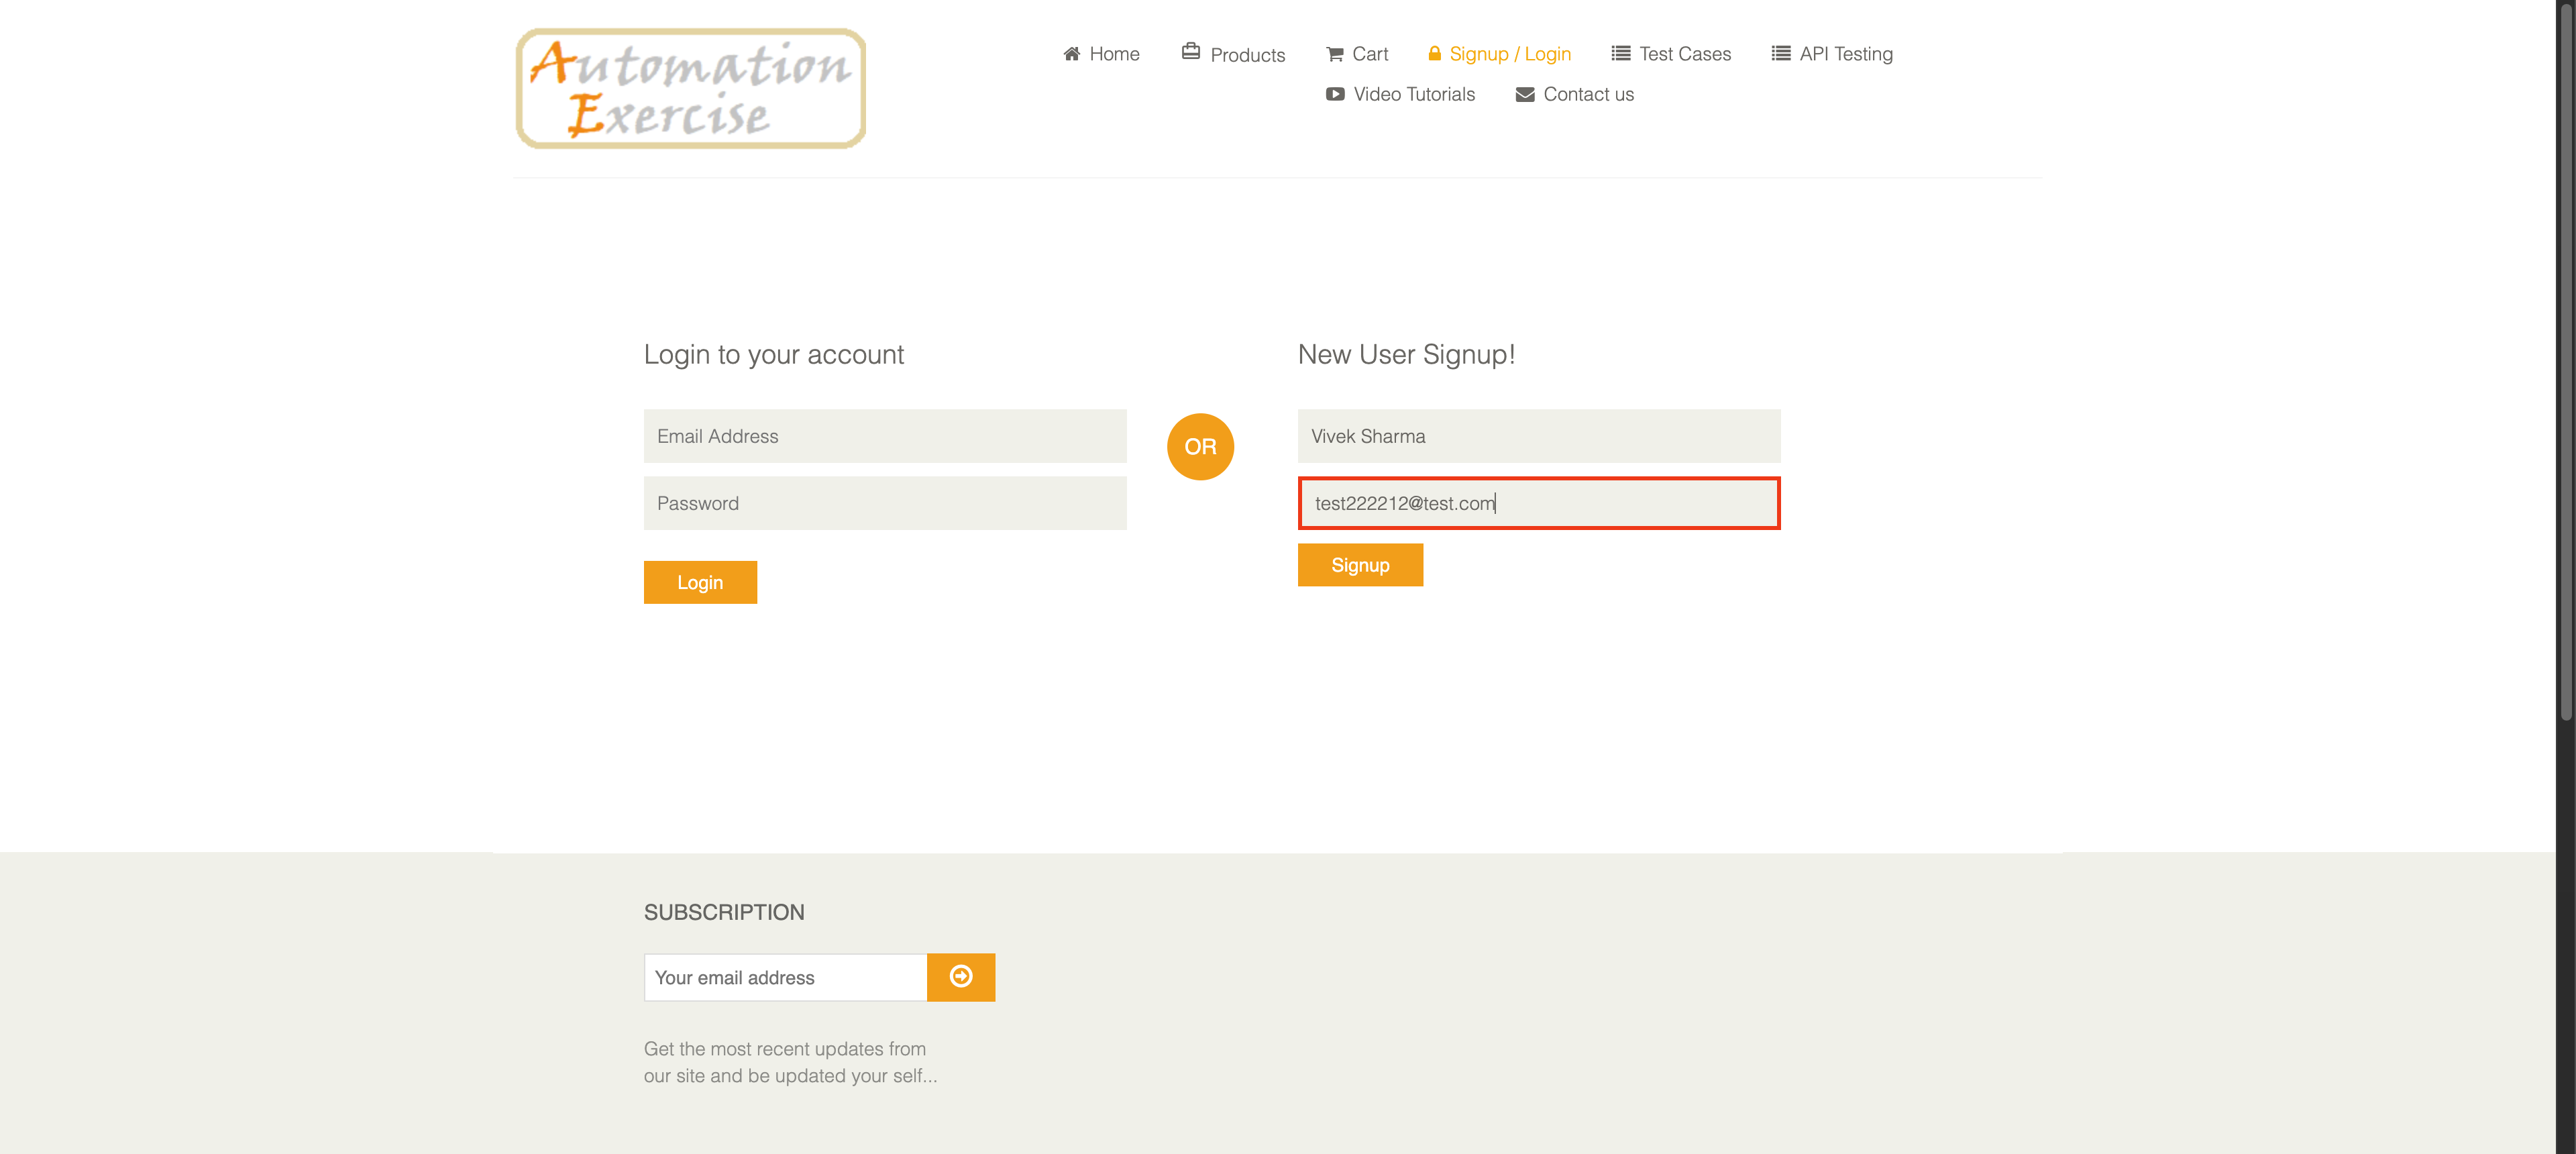 Automation
Exercise
Home Products Cart Signup / Login Test Cases API Testing
Video Tutorials Contact us
Login to your account
Email Address
Password
Login
OR
New User Signup!
Vivek Sharma
test222212@test.com
Signup
SUBSCRIPTION
Your email address
Get the most recent updates from
our site and be updated your self...